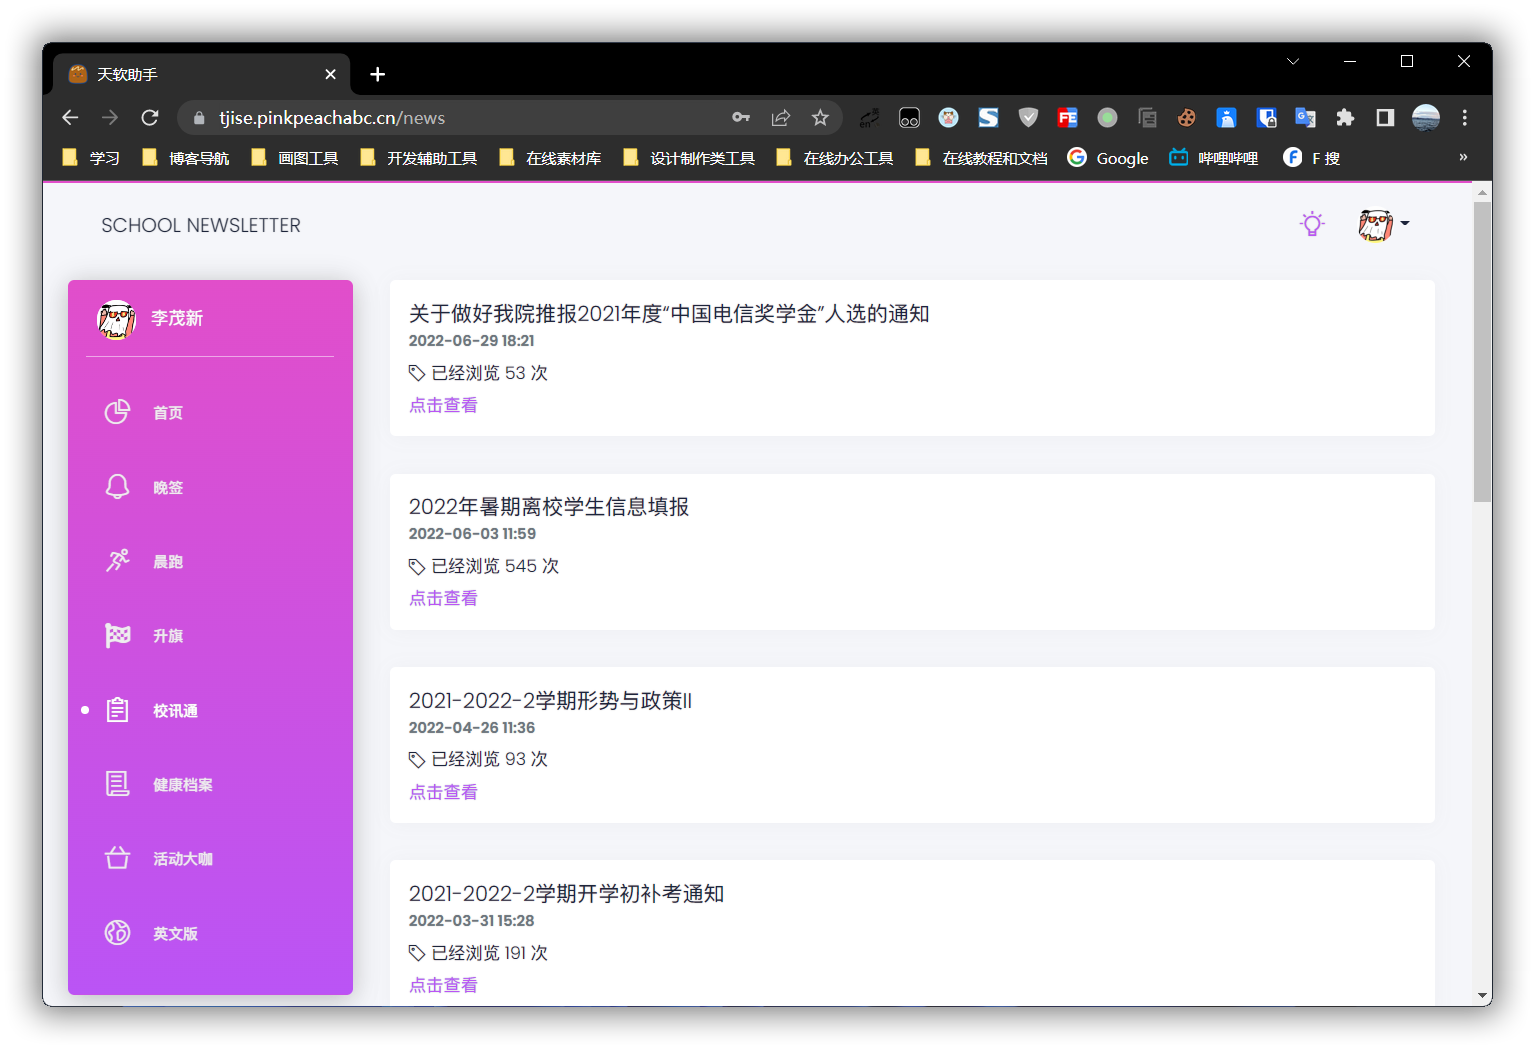 天软助手
tjise.pinkpeachabc.cn/news
学习 博客导航 画图工具 开发辅助工具 在线素材库 设计制作类工具 在线办公工具 在线教程和文档 Google 哔哩哔哩 F 搜 »
SCHOOL NEWSLETTER
李茂新
首页
晚签
晨跑
升旗
校讯通
健康档案
活动大咖
英文版
关于做好我院推报2021年度“中国电信奖学金”人选的通知
2022-06-29 18:21
已经浏览 53 次
点击查看
2022年暑期离校学生信息填报
2022-06-03 11:59
已经浏览 545 次
点击查看
2021-2022-2学期形势与政策II
2022-04-26 11:36
已经浏览 93 次
点击查看
2021-2022-2学期开学初补考通知
2022-03-31 15:28
已经浏览 191 次
点击查看